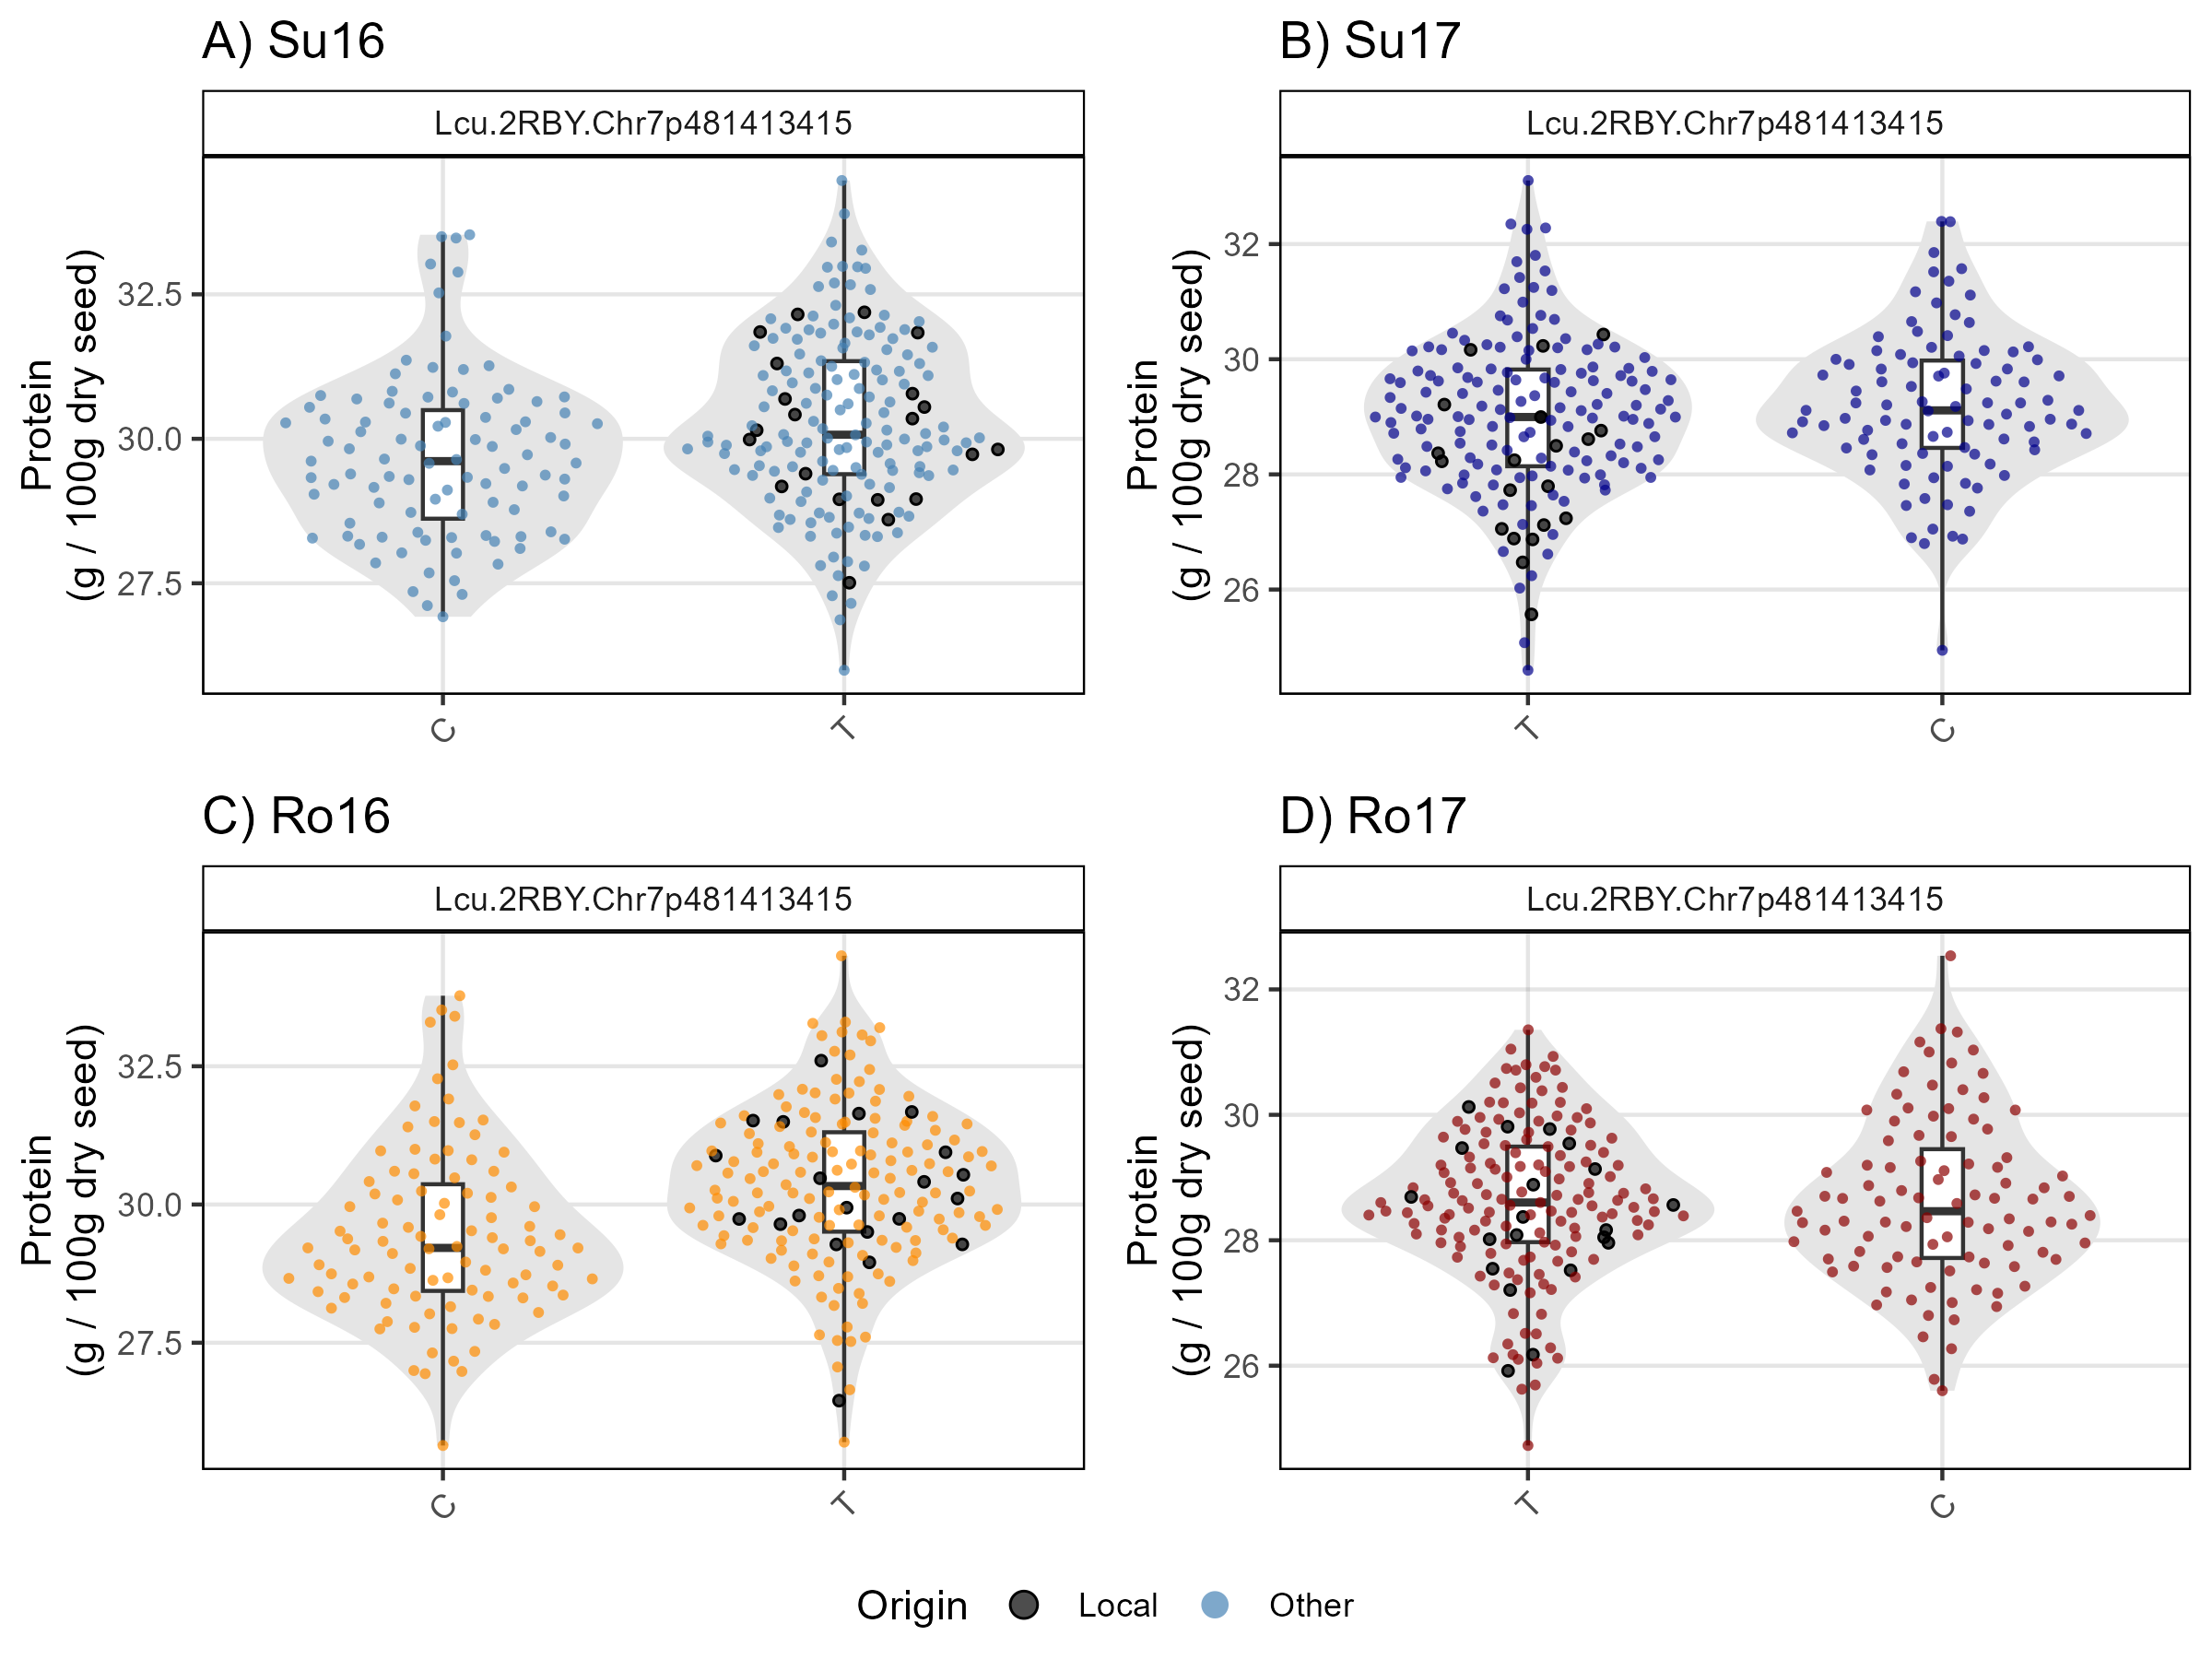 A) Su16
Lcu.2RBY.Chr7p481413415
Protein
(g / 100g dry seed)
32.5
30.0
27.5
C
T
B) Su17
Lcu.2RBY.Chr7p481413415
Protein
(g / 100g dry seed)
32
30
28
26
T
C
C) Ro16
Lcu.2RBY.Chr7p481413415
Protein
(g / 100g dry seed)
32.5
30.0
27.5
C
T
D) Ro17
Lcu.2RBY.Chr7p481413415
Protein
(g / 100g dry seed)
32
30
28
26
T
C
Origin Local Other